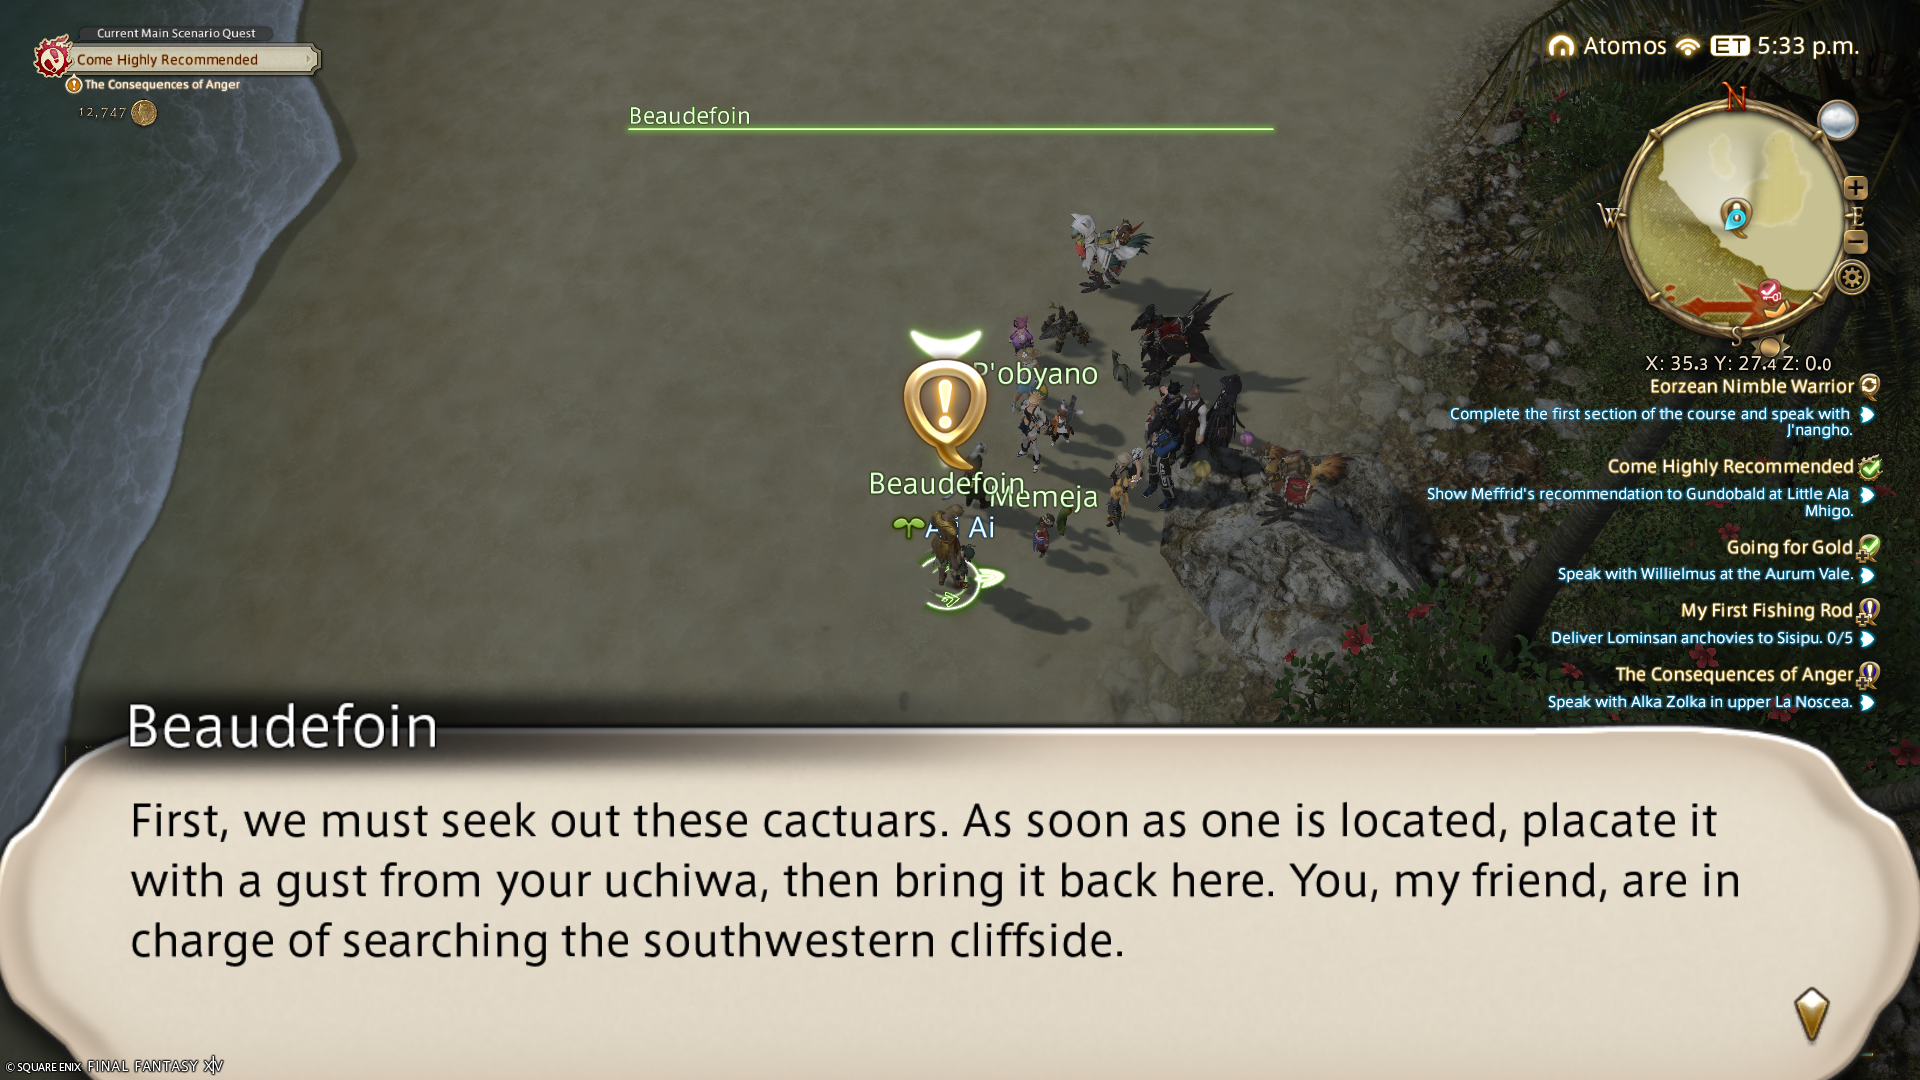 Current Main Scenario Quest
Come Highly Recommended
The Consequences of Anger
12,747
Atomos ET 5:33 p.m.
Beaudefoin
N
W
E
S
X: 35.3 Y: 27.4 Z: 0.0
Eorzean Nimble Warrior
Complete the first section of the course and speak with
J'nangho.
Come Highly Recommended
Show Meffrid's recommendation to Gundobald at Little Ala
Mhigo.
Going for Gold
Speak with Willielmus at the Aurum Vale.
My First Fishing Rod
Deliver Lominsan anchovies to Sisipu. 0/5
The Consequences of Anger
Speak with Alka Zolka in upper La Noscea.
P'obyano
Beaudefoin
Memeja
Ai
Beaudefoin
First, we must seek out these cactuars. As soon as one is located, placate it
with a gust from your uchiwa, then bring it back here. You, my friend, are in
charge of searching the southwestern cliffside.
© SQUARE ENIX FINAL FANTASY XIV